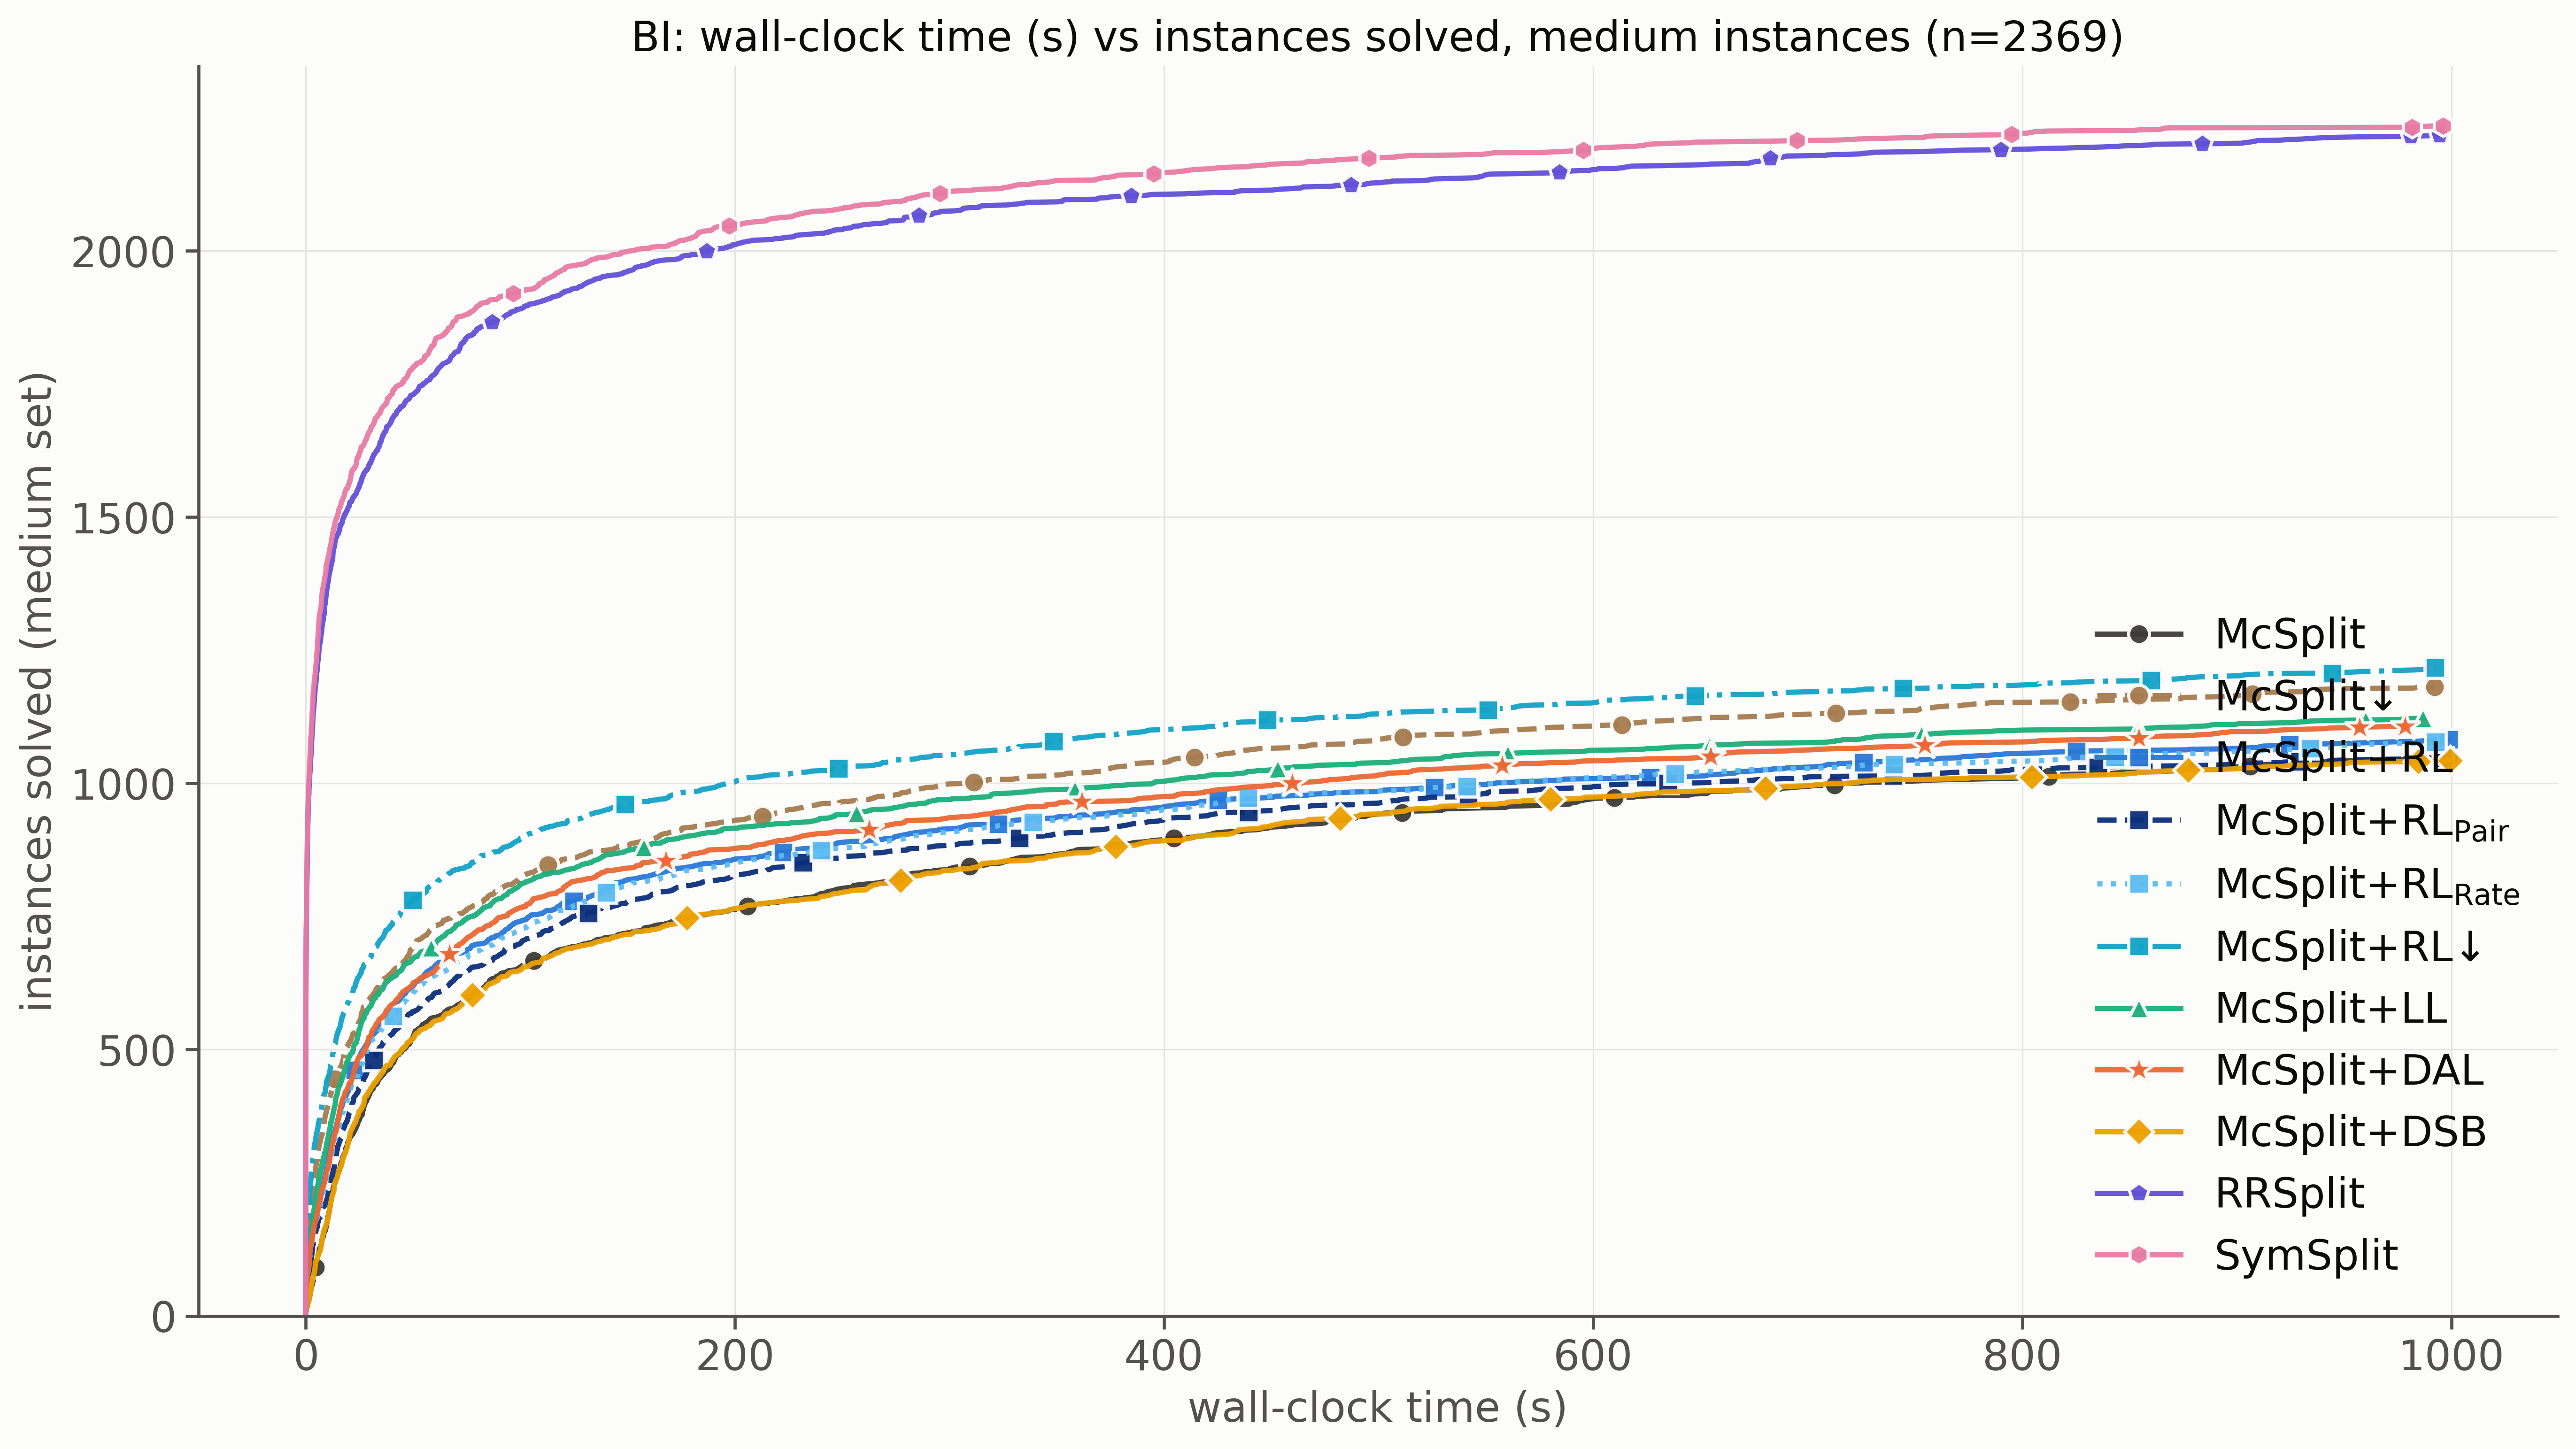 BI: wall-clock time (s) vs instances solved, medium instances (n=2369)
instances solved (medium set)
2000
1500
1000
500
0
0 200 400 600 800 1000
wall-clock time (s)
McSplit
McSplit↓
McSplit+RL
McSplit+RL_Pair
McSplit+RL_Rate
McSplit+RL↓
McSplit+LL
McSplit+DAL
McSplit+DSB
RRSplit
SymSplit